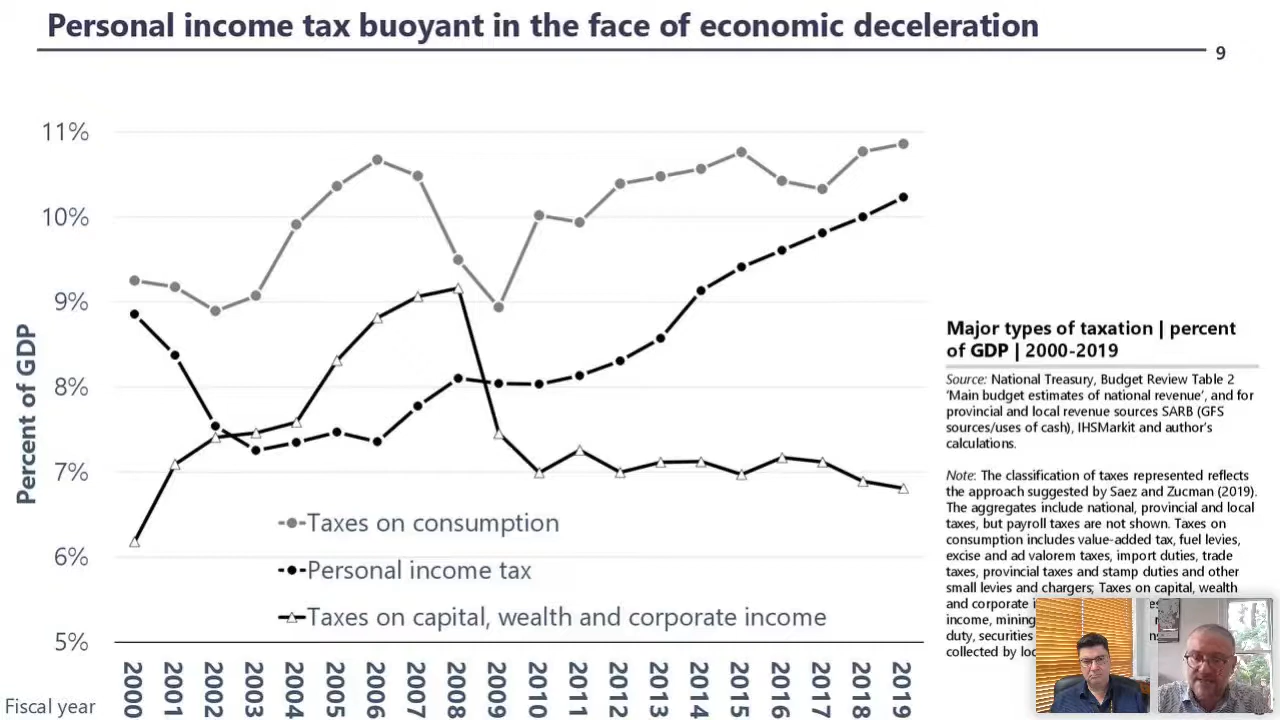 Personal income tax buoyant in the face of economic deceleration
9
11%
10%
9%
8%
7%
6%
5%
Percent of GDP
Taxes on consumption
Personal income tax
Taxes on capital, wealth and corporate income
2000
2001
2002
2003
2004
2005
2006
2007
2008
2009
2010
2011
2012
2013
2014
2015
2016
2017
2018
2019
Fiscal year
Major types of taxation | percent
of GDP | 2000-2019
Source: National Treasury, Budget Review Table 2
‘Main budget estimates of national revenue’, and for
provincial and local revenue sources SARB (GFS
sources/uses of cash), IHSMarkit and author’s
calculations.
Note: The classification of taxes represented reflects
the approach suggested by Saez and Zucman (2019).
The aggregates include national, provincial and local
taxes, but payroll taxes are not shown. Taxes on
consumption includes value-added tax, fuel levies,
excise and ad valorem taxes, import duties, trade
taxes, provincial taxes and stamp duties and other
small levies and chargers; Taxes on capital, wealth
and corporate
income, mining
duty, securities
collected by